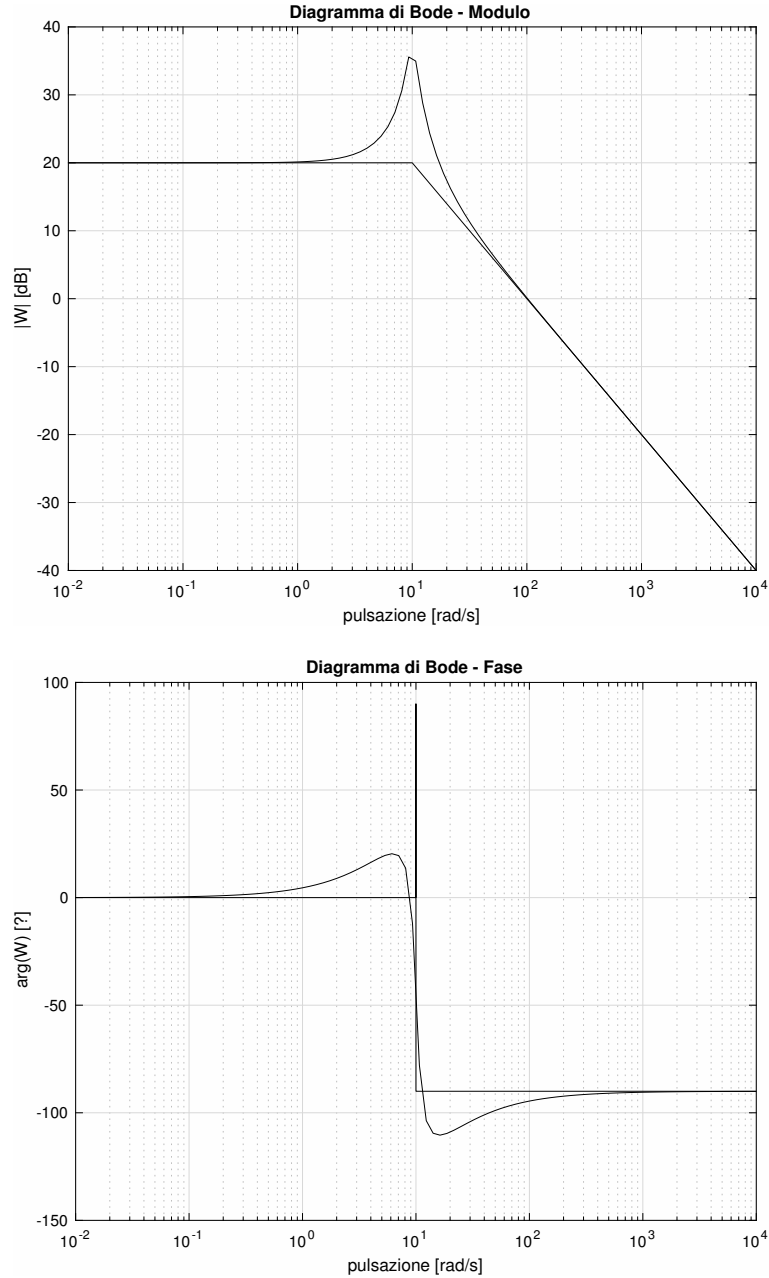 Diagramma di Bode - Modulo
40
30
20
10
0
-10
-20
-30
-40
|W| [dB]
10^-2 10^-1 10^0 10^1 10^2 10^3 10^4
pulsazione [rad/s]
Diagramma di Bode - Fase
100
50
0
-50
-100
-150
arg(W) [?]
10^-2 10^-1 10^0 10^1 10^2 10^3 10^4
pulsazione [rad/s]